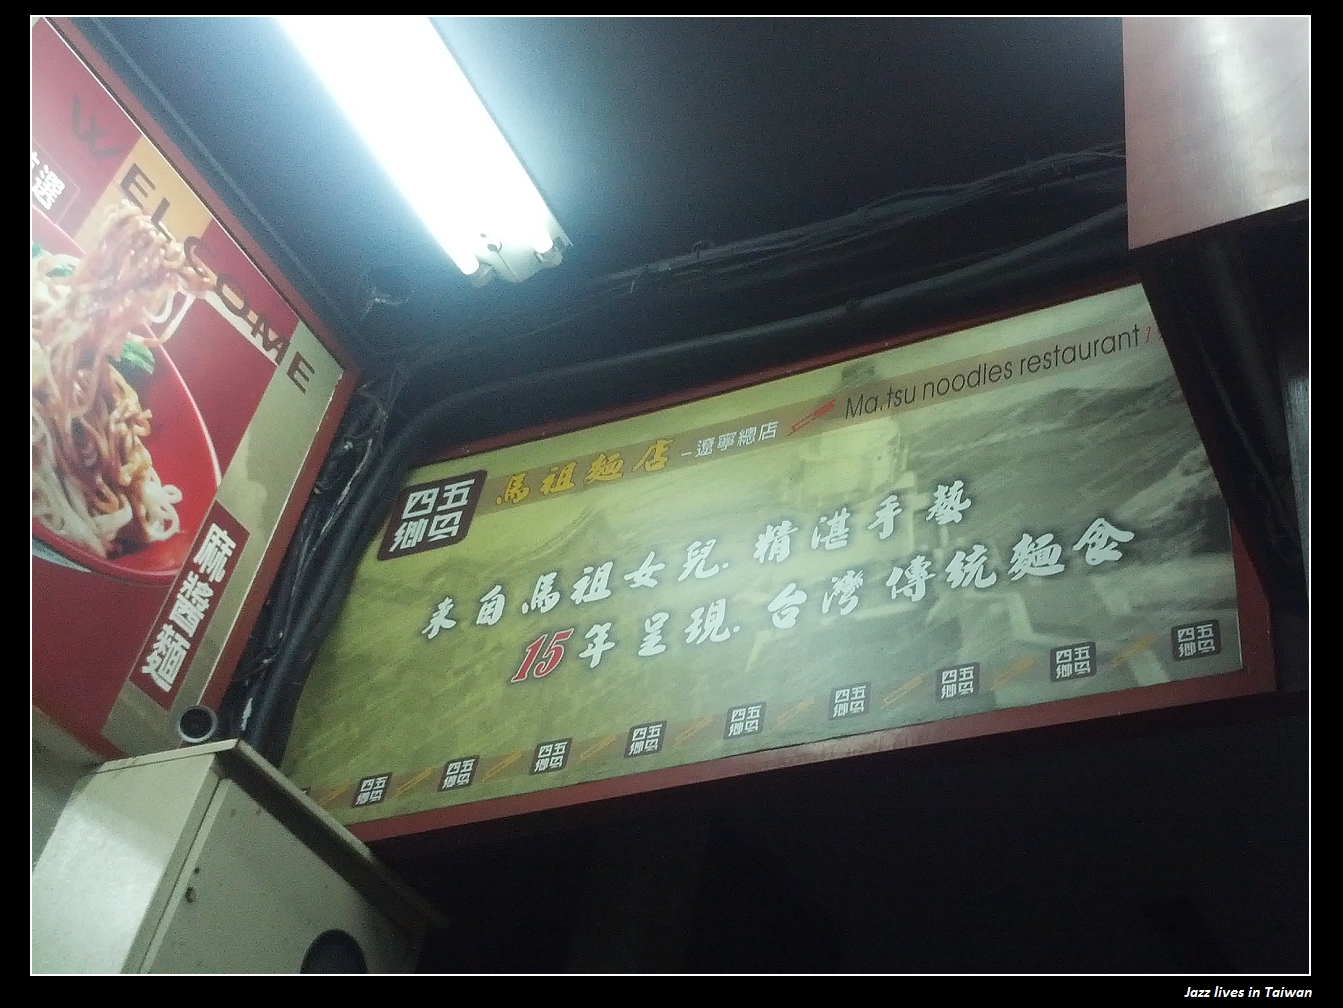 WELCOME
麻醬麵
四五
鄉島
馬祖麵店-遼寧總店 Ma.tsu noodles restaurant
來自馬祖女兒.精湛手藝
15年呈現.台灣傳統麵食
Jazz lives in Taiwan